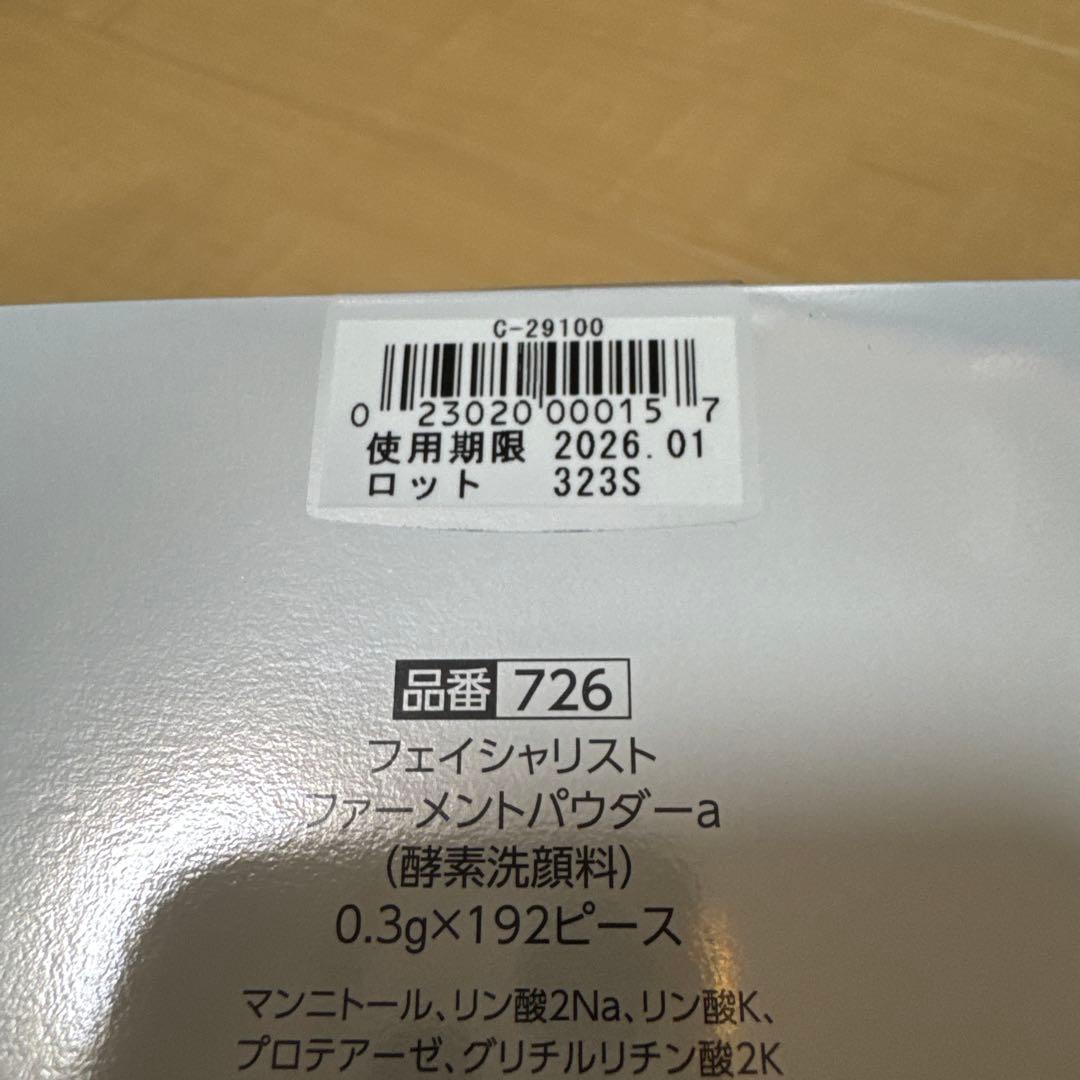 C-29100
0 23020 00015 7
使用期限 2026.01
ロット 323S
品番 726
フェイシャリスト
ファーメントパウダーa
(酵素洗顔料)
0.3g×192ピース
マンニトール、リン酸2Na、リン酸K、
プロテアーゼ、グリチルリチン酸2K